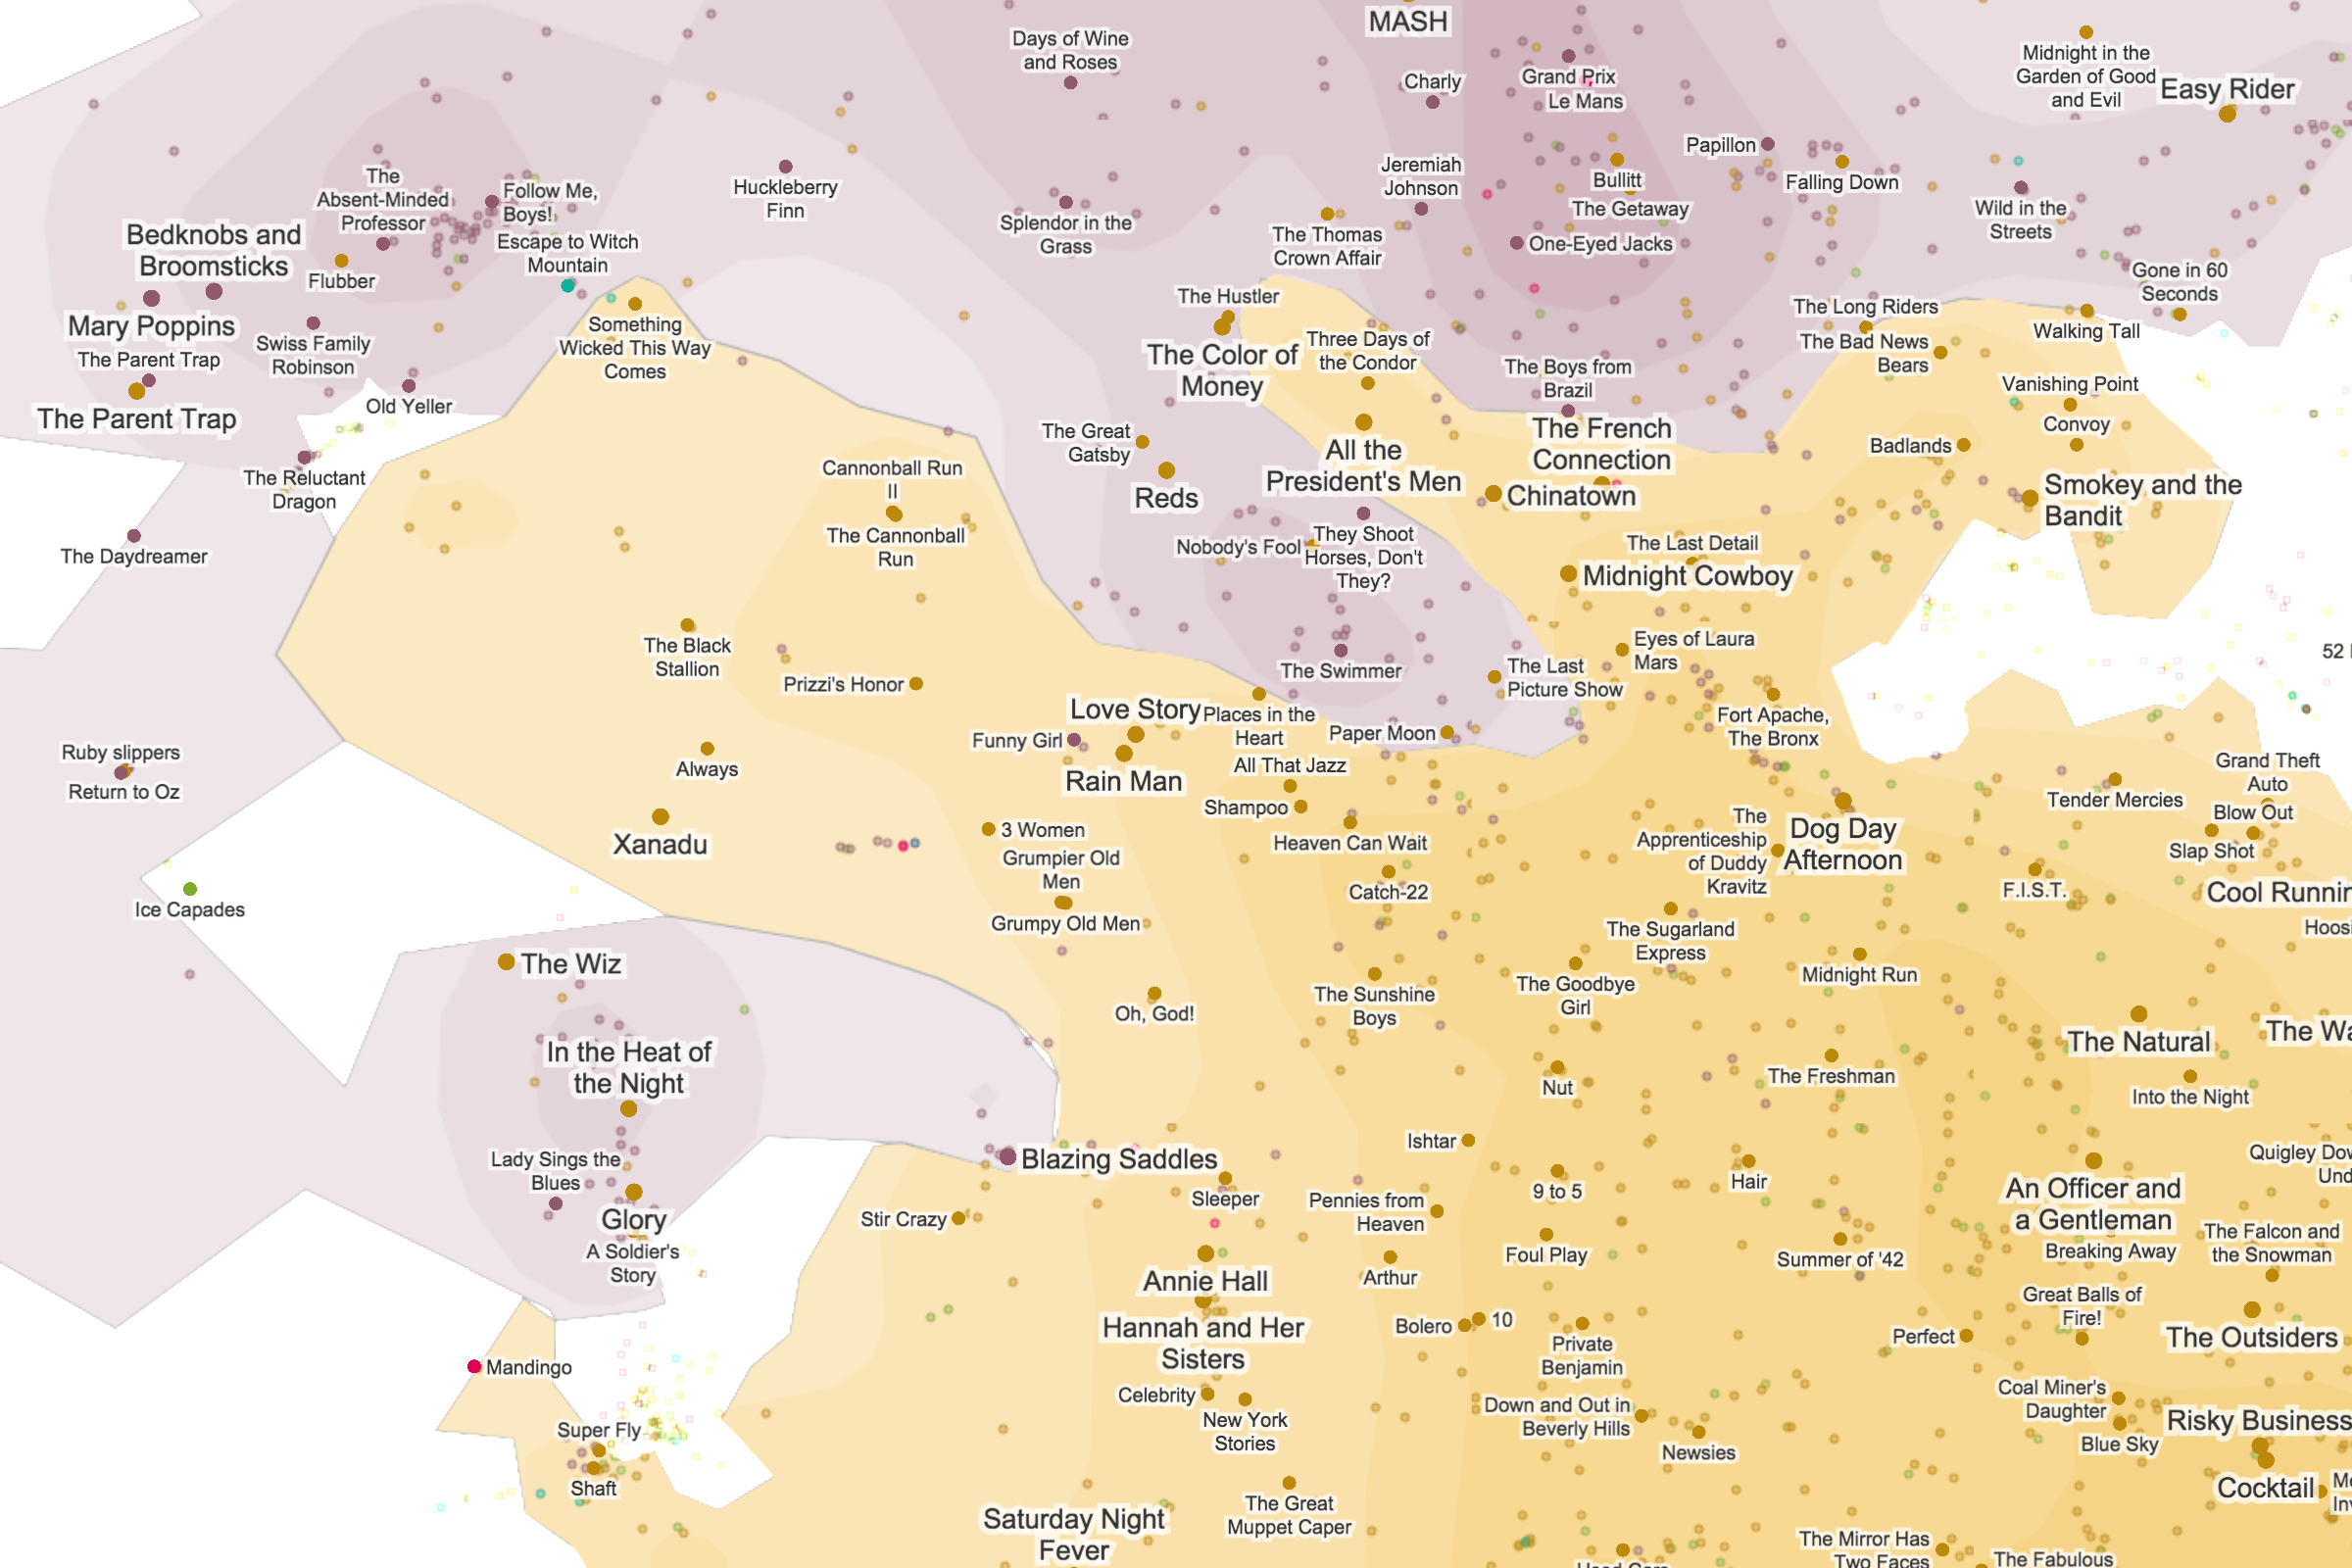 MASH
Days of Wine
and Roses
Charly
Grand Prix
Le Mans
Midnight in the
Garden of Good
and Evil
Easy Rider
The
Absent-Minded
Professor
Follow Me,
Boys!
Huckleberry
Finn
Splendor in the
Grass
Jeremiah
Johnson
Papillon
Bullitt
The Getaway
Falling Down
Wild in the
Streets
Bedknobs and
Broomsticks
Flubber
Escape to Witch
Mountain
The Thomas
Crown Affair
One-Eyed Jacks
Gone in 60
Seconds
Mary Poppins
The Parent Trap
The Parent Trap
Swiss Family
Robinson
Old Yeller
Something
Wicked This Way
Comes
The Hustler
The Color of
Money
Three Days of
the Condor
The Boys from
Brazil
The Long Riders
The Bad News
Bears
Walking Tall
Vanishing Point
Convoy
The Reluctant
Dragon
Cannonball Run
II
The Cannonball
Run
The Great
Gatsby
Reds
All the
President's Men
The French
Connection
Chinatown
Badlands
Smokey and the
Bandit
The Daydreamer
Nobody's Fool
They Shoot
Horses, Don't
They?
The Last Detail
Midnight Cowboy
The Black
Stallion
Prizzi's Honor
The Swimmer
The Last
Picture Show
Eyes of Laura
Mars
52
Love Story
Funny Girl
Rain Man
Places in the
Heart
Paper Moon
Fort Apache,
The Bronx
Ruby slippers
Return to Oz
Always
Xanadu
All That Jazz
Shampoo
Heaven Can Wait
Tender Mercies
Grand Theft
Auto
Blow Out
Slap Shot
3 Women
Grumpier Old
Men
Grumpy Old Men
Catch-22
The
Apprenticeship
of Duddy
Kravitz
Dog Day
Afternoon
F.I.S.T.
Cool Runnin
Hoosi
Ice Capades
The Wiz
Oh, God!
The Sunshine
Boys
The Goodbye
Girl
The Sugarland
Express
Midnight Run
The Natural
The Wa
In the Heat of
the Night
Nut
The Freshman
Into the Night
Lady Sings the
Blues
Glory
A Soldier's
Story
Blazing Saddles
Sleeper
Stir Crazy
Ishtar
Pennies from
Heaven
9 to 5
Hair
An Officer and
a Gentleman
Breaking Away
Quigley Dow
Und
The Falcon and
the Snowman
Annie Hall
Arthur
Foul Play
Summer of '42
Hannah and Her
Sisters
Bolero
10
Private
Benjamin
Perfect
Great Balls of
Fire!
The Outsiders
Mandingo
Celebrity
New York
Stories
Down and Out in
Beverly Hills
Newsies
Coal Miner's
Daughter
Blue Sky
Risky Business
Cocktail
Super Fly
Shaft
Saturday Night
Fever
The Great
Muppet Caper
The Mirror Has
Two Faces
The Fabulous